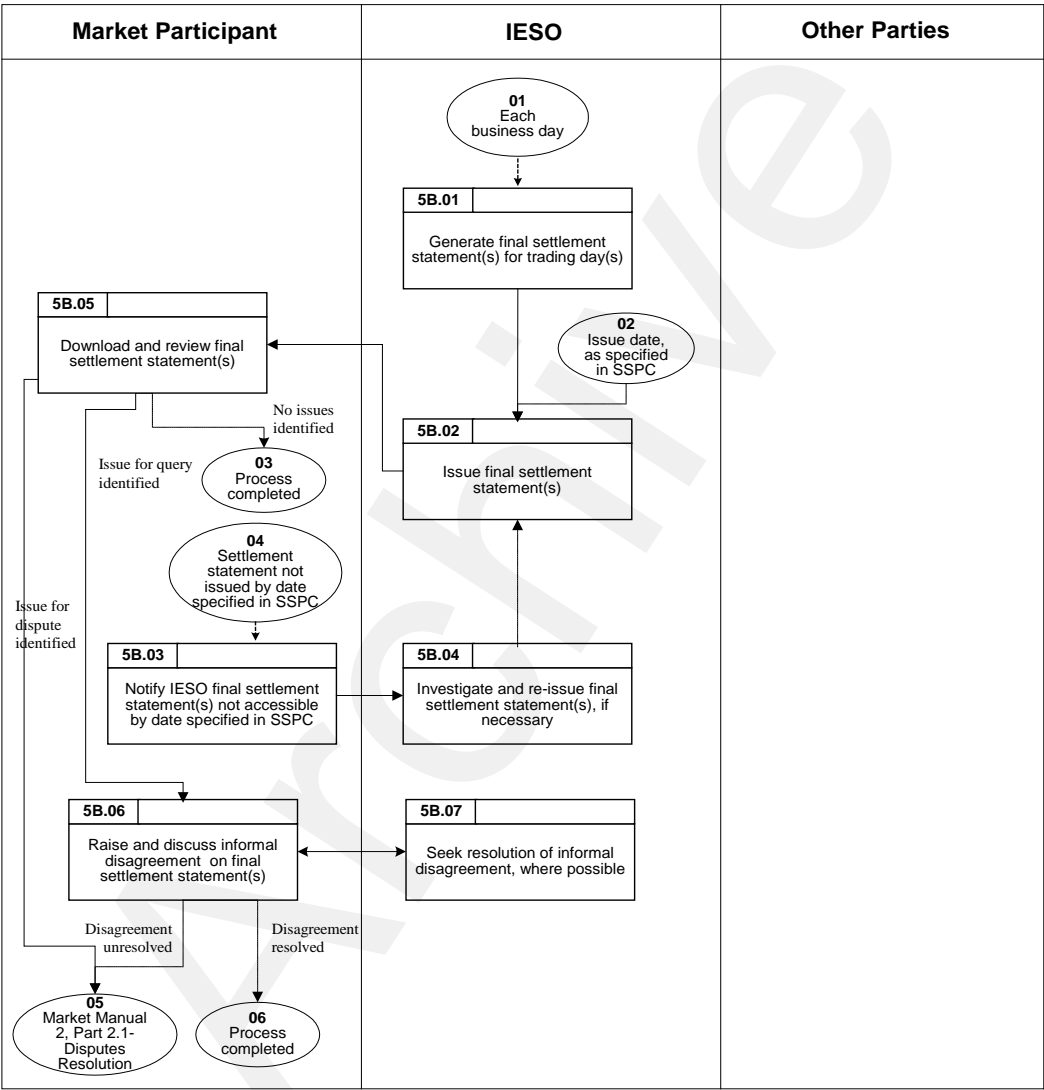 Market Participant
IESO
Other Parties
01
Each
business day
5B.01
Generate final settlement
statement(s) for trading day(s)
5B.05
Download and review final
settlement statement(s)
02
Issue date,
as specified
in SSPC
No issues
identified
5B.02
Issue final settlement
statement(s)
Issue for query
identified
03
Process
completed
04
Settlement
statement not
issued by date
specified in SSPC
Issue for
dispute
identified
5B.03
Notify IESO final settlement
statement(s) not accessible
by date specified in SSPC
5B.04
Investigate and re-issue final
settlement statement(s), if
necessary
5B.06
Raise and discuss informal
disagreement on final
settlement statement(s)
5B.07
Seek resolution of informal
disagreement, where possible
Disagreement
unresolved
Disagreement
resolved
05
Market Manual
2, Part 2.1-
Disputes
Resolution
06
Process
completed
Archive